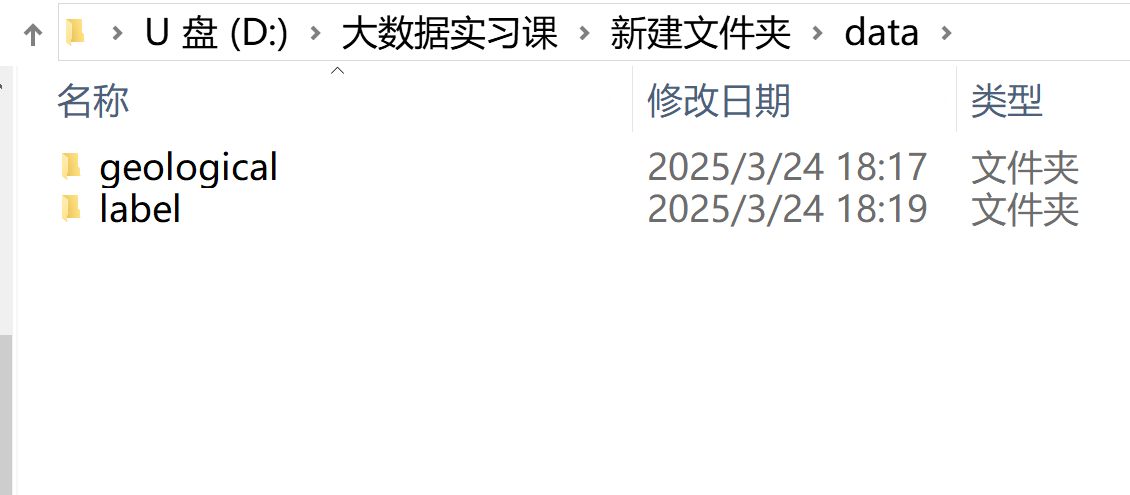 U 盘 (D:) 大数据实习课 新建文件夹 data
名称 修改日期 类型
geological 2025/3/24 18:17 文件夹
label 2025/3/24 18:19 文件夹